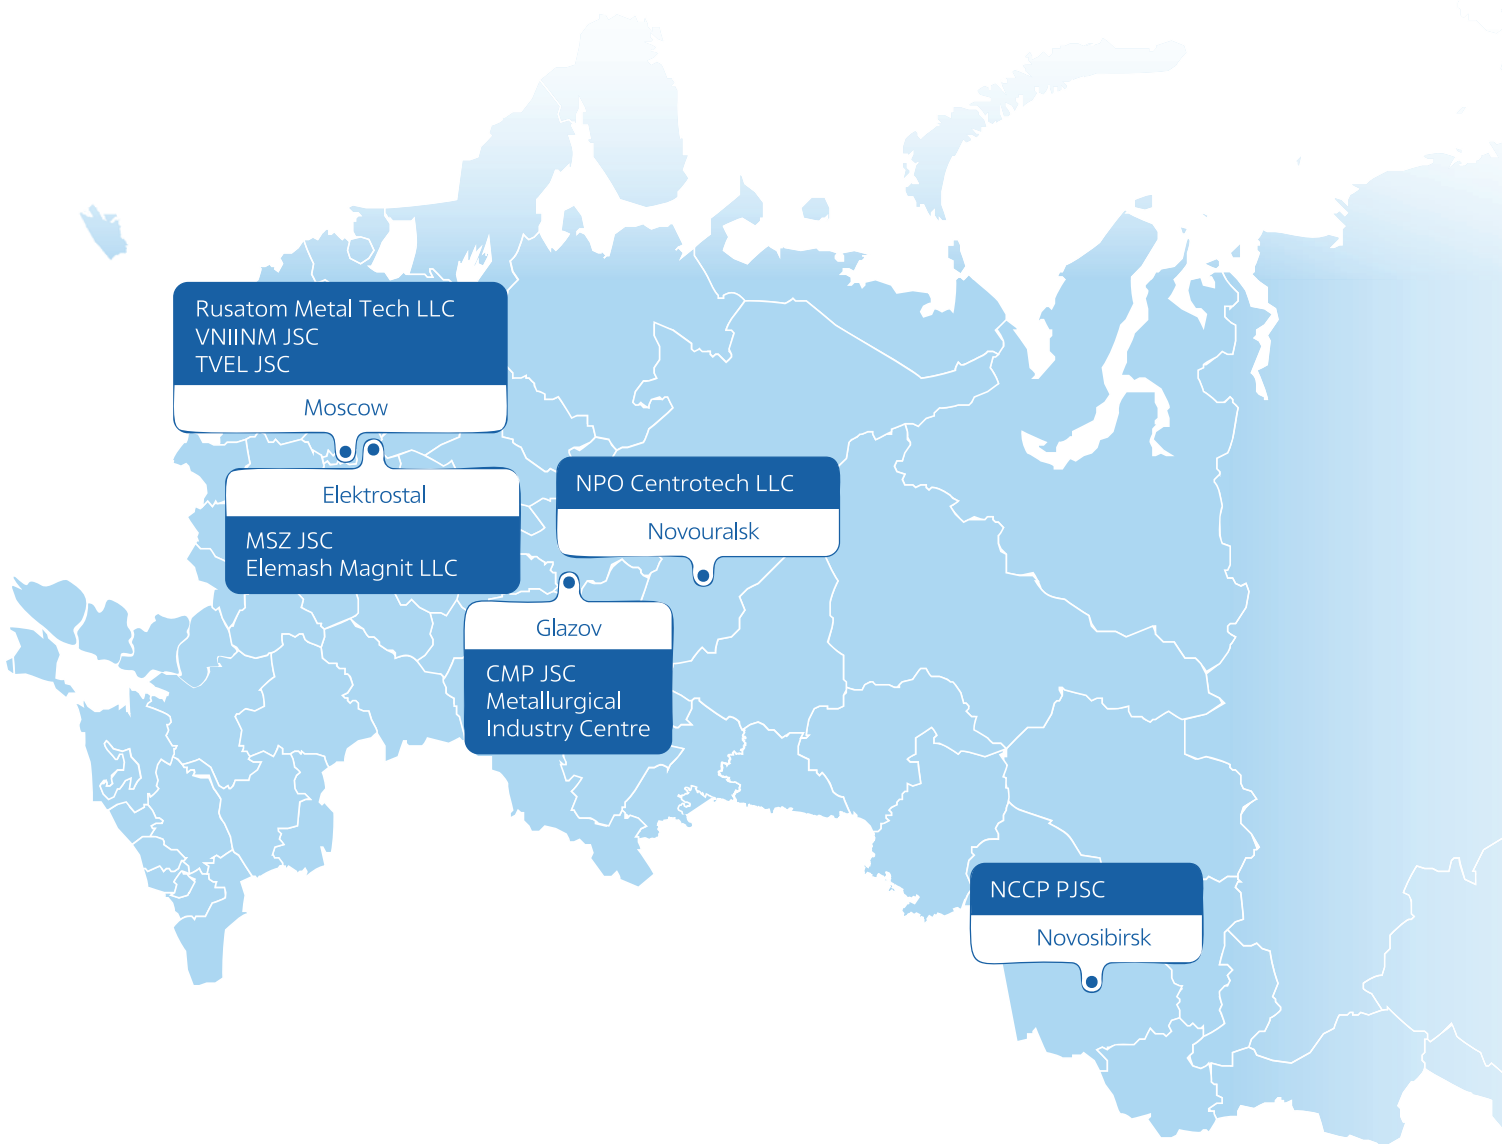 Rusatom Metal Tech LLC
VNIINM JSC
TVEL JSC
Moscow
Elektrostal
MSZ JSC
Elemash Magnit LLC
NPO Centrotech LLC
Novouralsk
Glazov
CMP JSC
Metallurgical
Industry Centre
NCCP PJSC
Novosibirsk